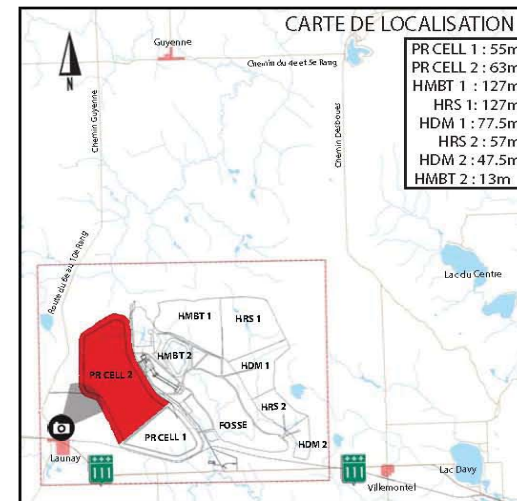 CARTE DE LOCALISATION
PR CELL 1 : 55m
PR CELL 2 : 63m
HMBT 1 : 127m
HRS 1: 127m
HDM 1 : 77.5m
HRS 2 : 57m
HDM 2 : 47.5m
HMBT 2 : 13m
Guyenne
Chemin du 4e et 5e Rang
N
Chemin Guyenne
Chemin Desboues
Route du 6e au 10e Rang
Lac du Centre
HMBT 1
HRS 1
HMBT 2
HDM 1
PR CELL 2
HRS 2
FOSSE
PR CELL 1
HDM 2
Launay
111
111
Villemontel
Lac Davy